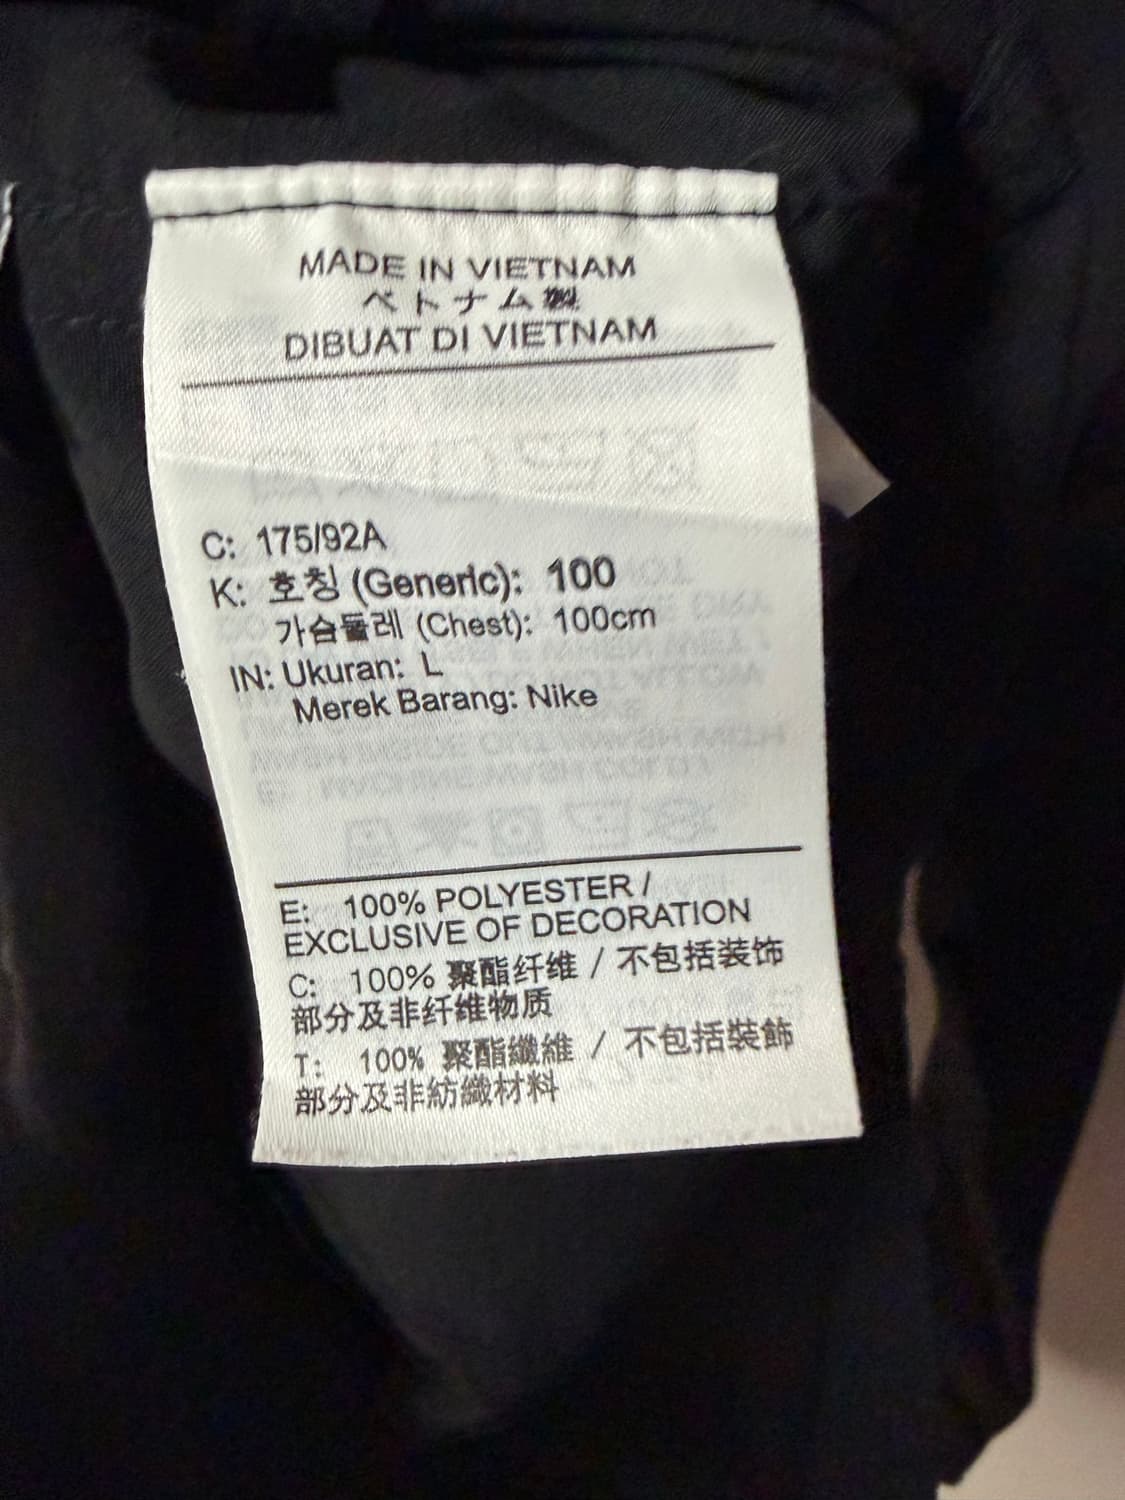 MADE IN VIETNAM
ベトナム製
DIBUAT DI VIETNAM
C: 175/92A
K: 호칭 (Generic): 100
가슴둘레 (Chest): 100cm
IN: Ukuran: L
Merek Barang: Nike
E: 100% POLYESTER /
EXCLUSIVE OF DECORATION
C: 100% 聚酯纤维 / 不包括装饰
部分及非纤维物质
T: 100% 聚酯纖維 / 不包括裝飾
部分及非紡織材料